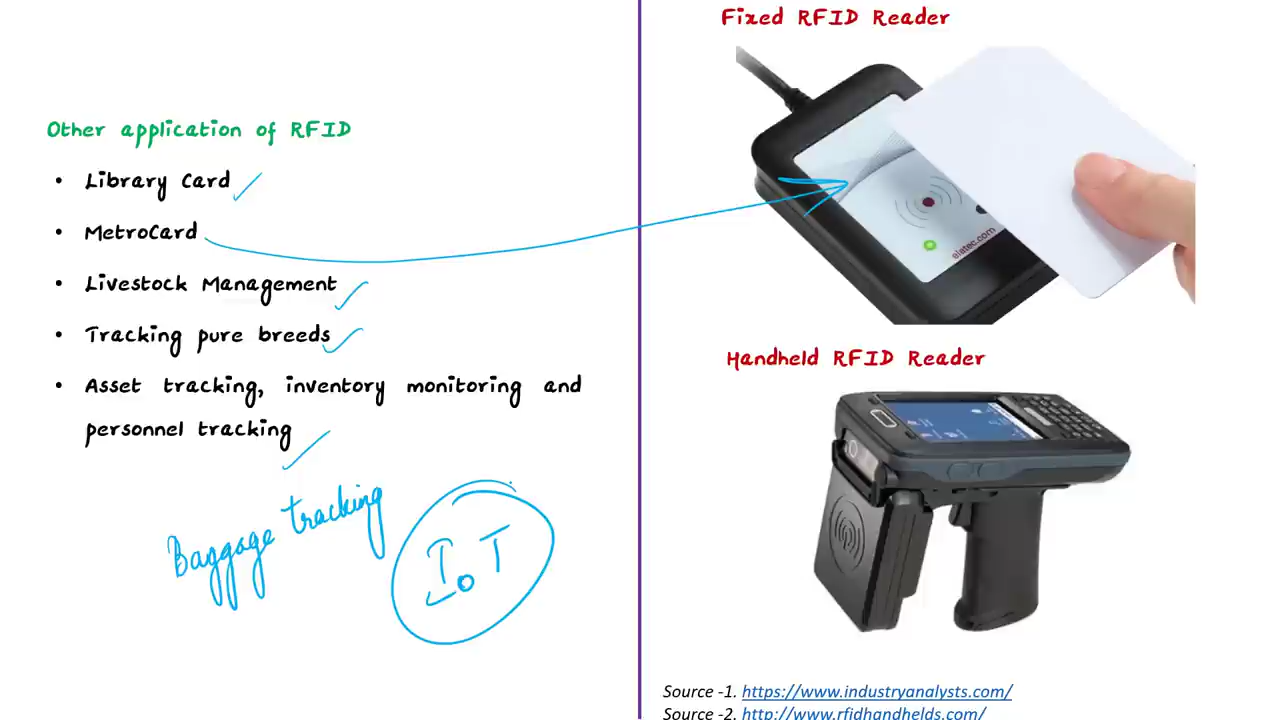 Other application of RFID
• Library Card
• MetroCard
• Livestock Management
• Tracking pure breeds
• Asset tracking, inventory monitoring and
personnel tracking
Baggage tracking
IoT
Fixed RFID Reader
elatec.com
Handheld RFID Reader
Source -1. https://www.industryanalysts.com/
Source -2. http://www.rfidhandhelds.com/